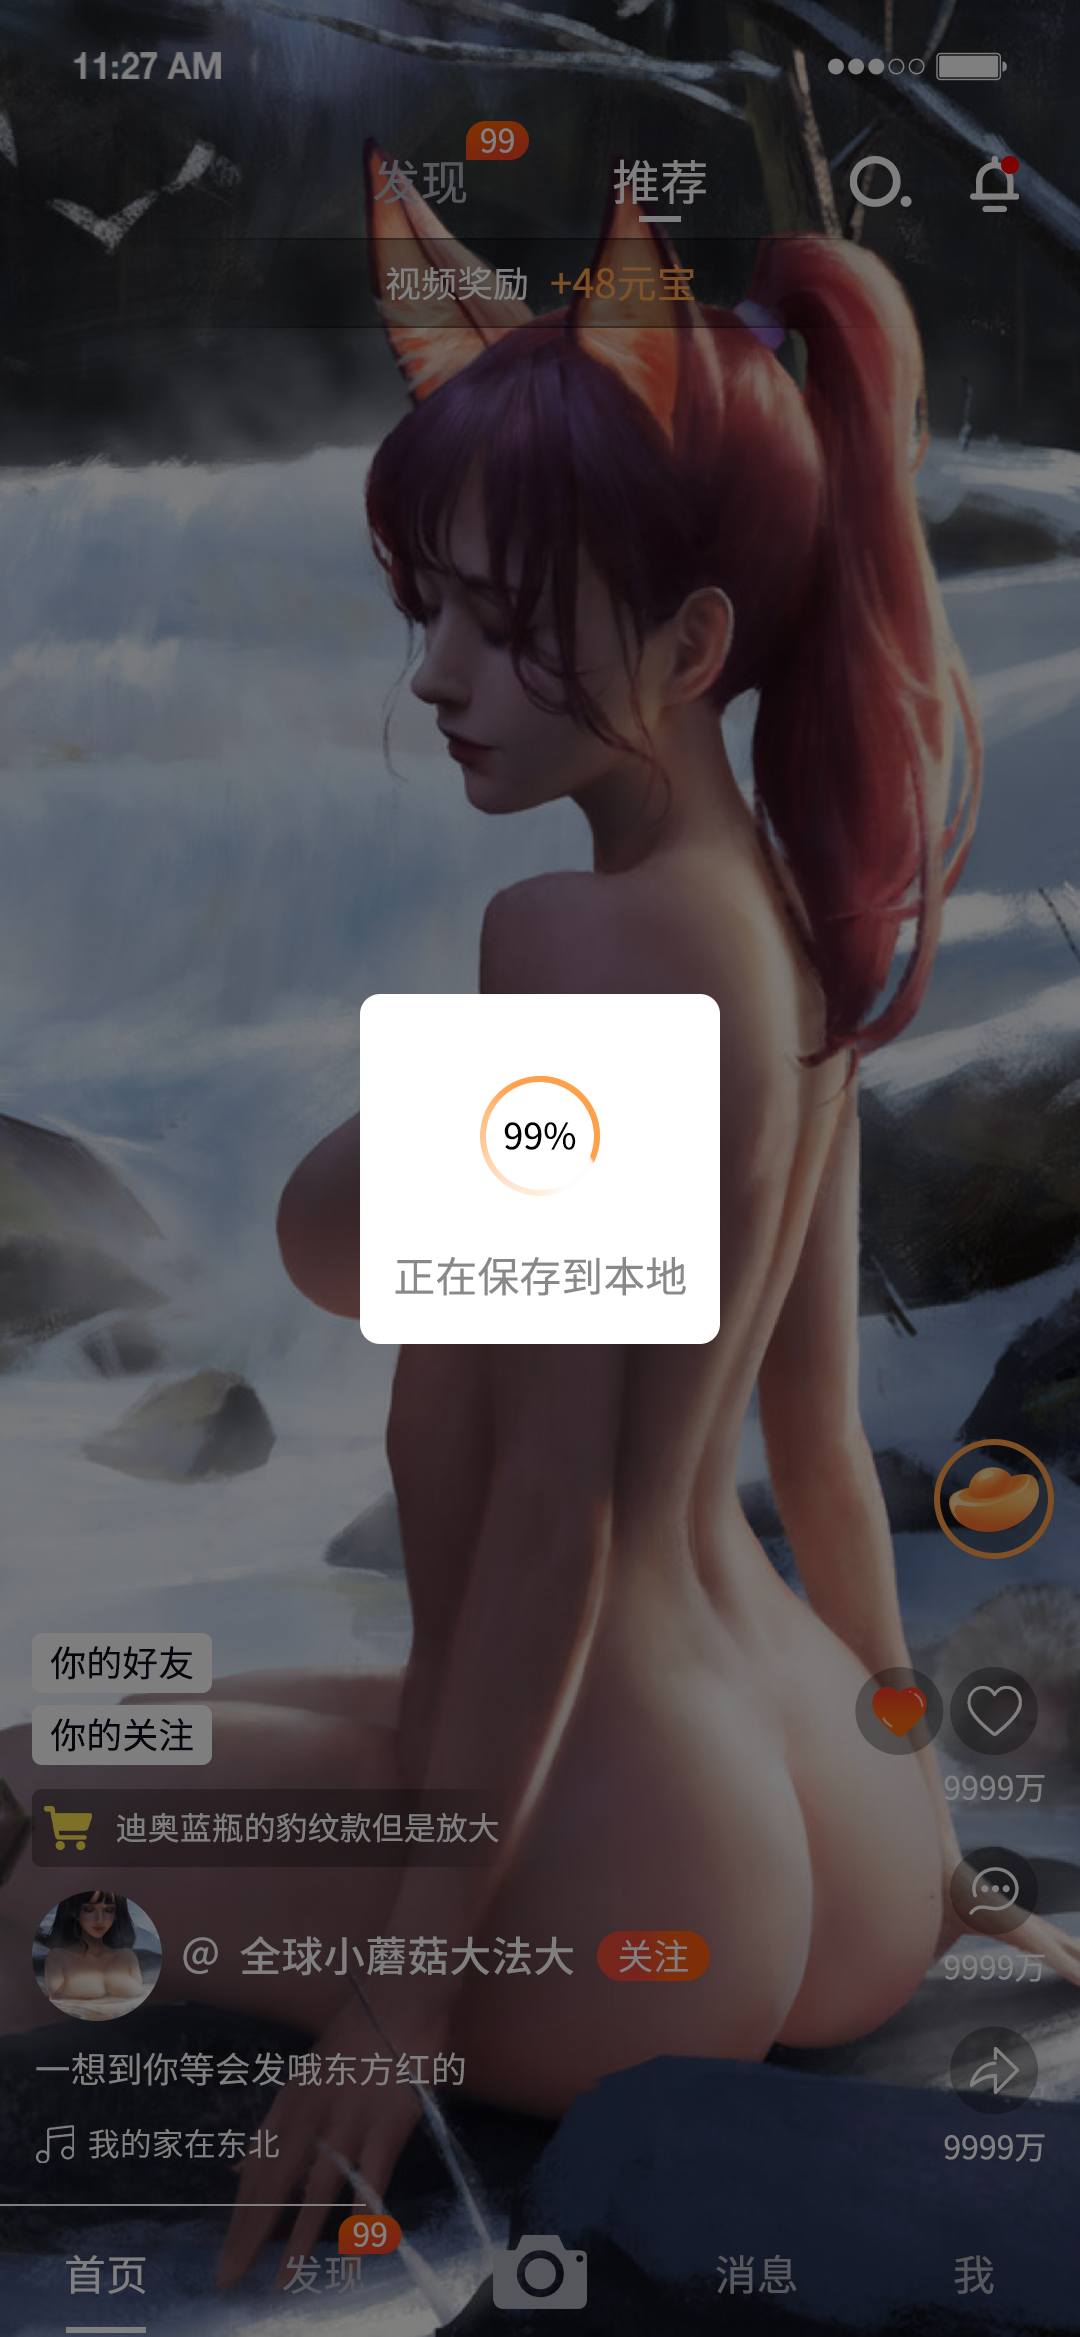 11:27 AM
99
发现
推荐
视频奖励 +48元宝
99%
正在保存到本地
你的好友
你的关注
9999万
迪奥蓝瓶的豹纹款但是放大
@ 全球小蘑菇大法大 关注
9999万
一想到你等会发哦东方红的
我的家在东北
9999万
99
首页
发现
消息
我